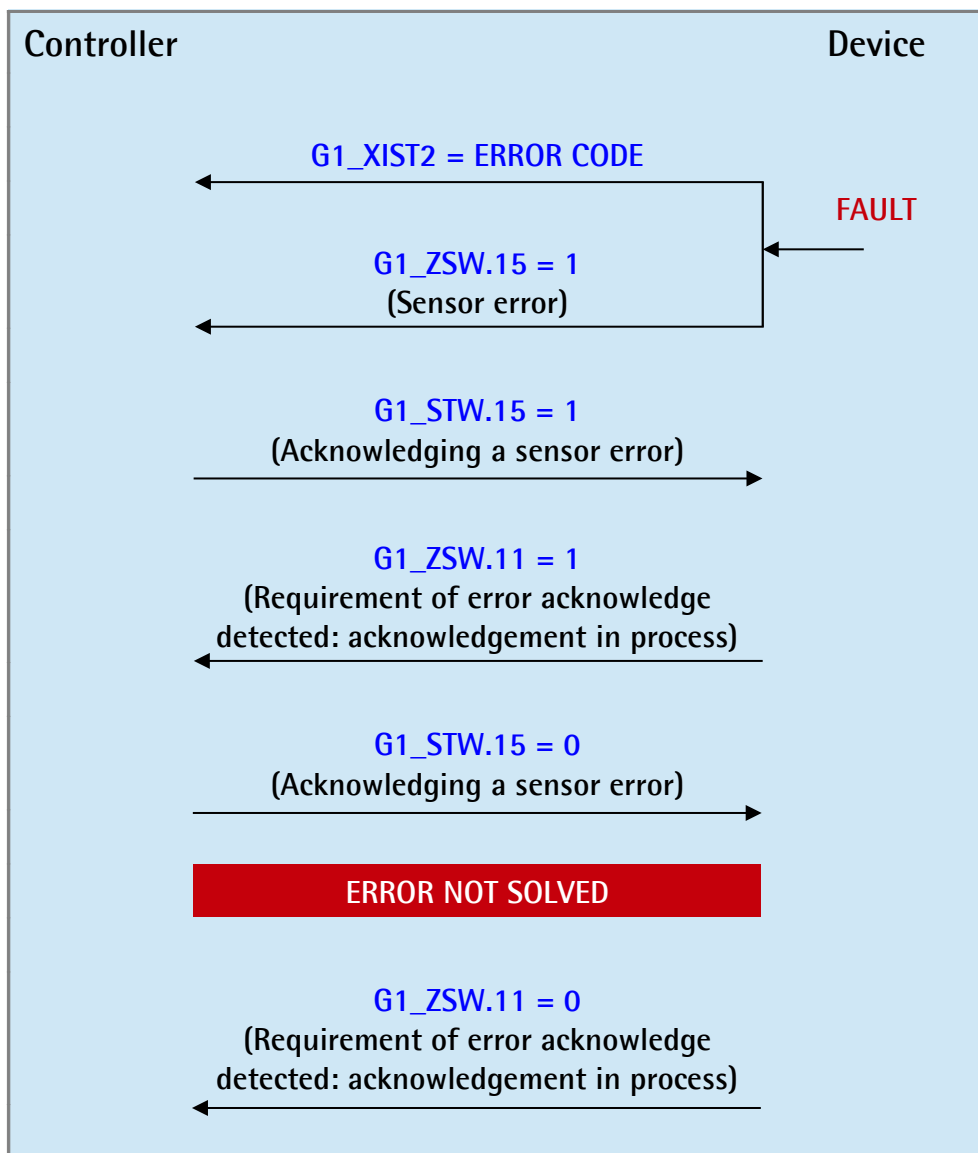 Controller Device
G1_XIST2 = ERROR CODE
FAULT
G1_ZSW.15 = 1
(Sensor error)
G1_STW.15 = 1
(Acknowledging a sensor error)
G1_ZSW.11 = 1
(Requirement of error acknowledge
detected: acknowledgement in process)
G1_STW.15 = 0
(Acknowledging a sensor error)
ERROR NOT SOLVED
G1_ZSW.11 = 0
(Requirement of error acknowledge
detected: acknowledgement in process)